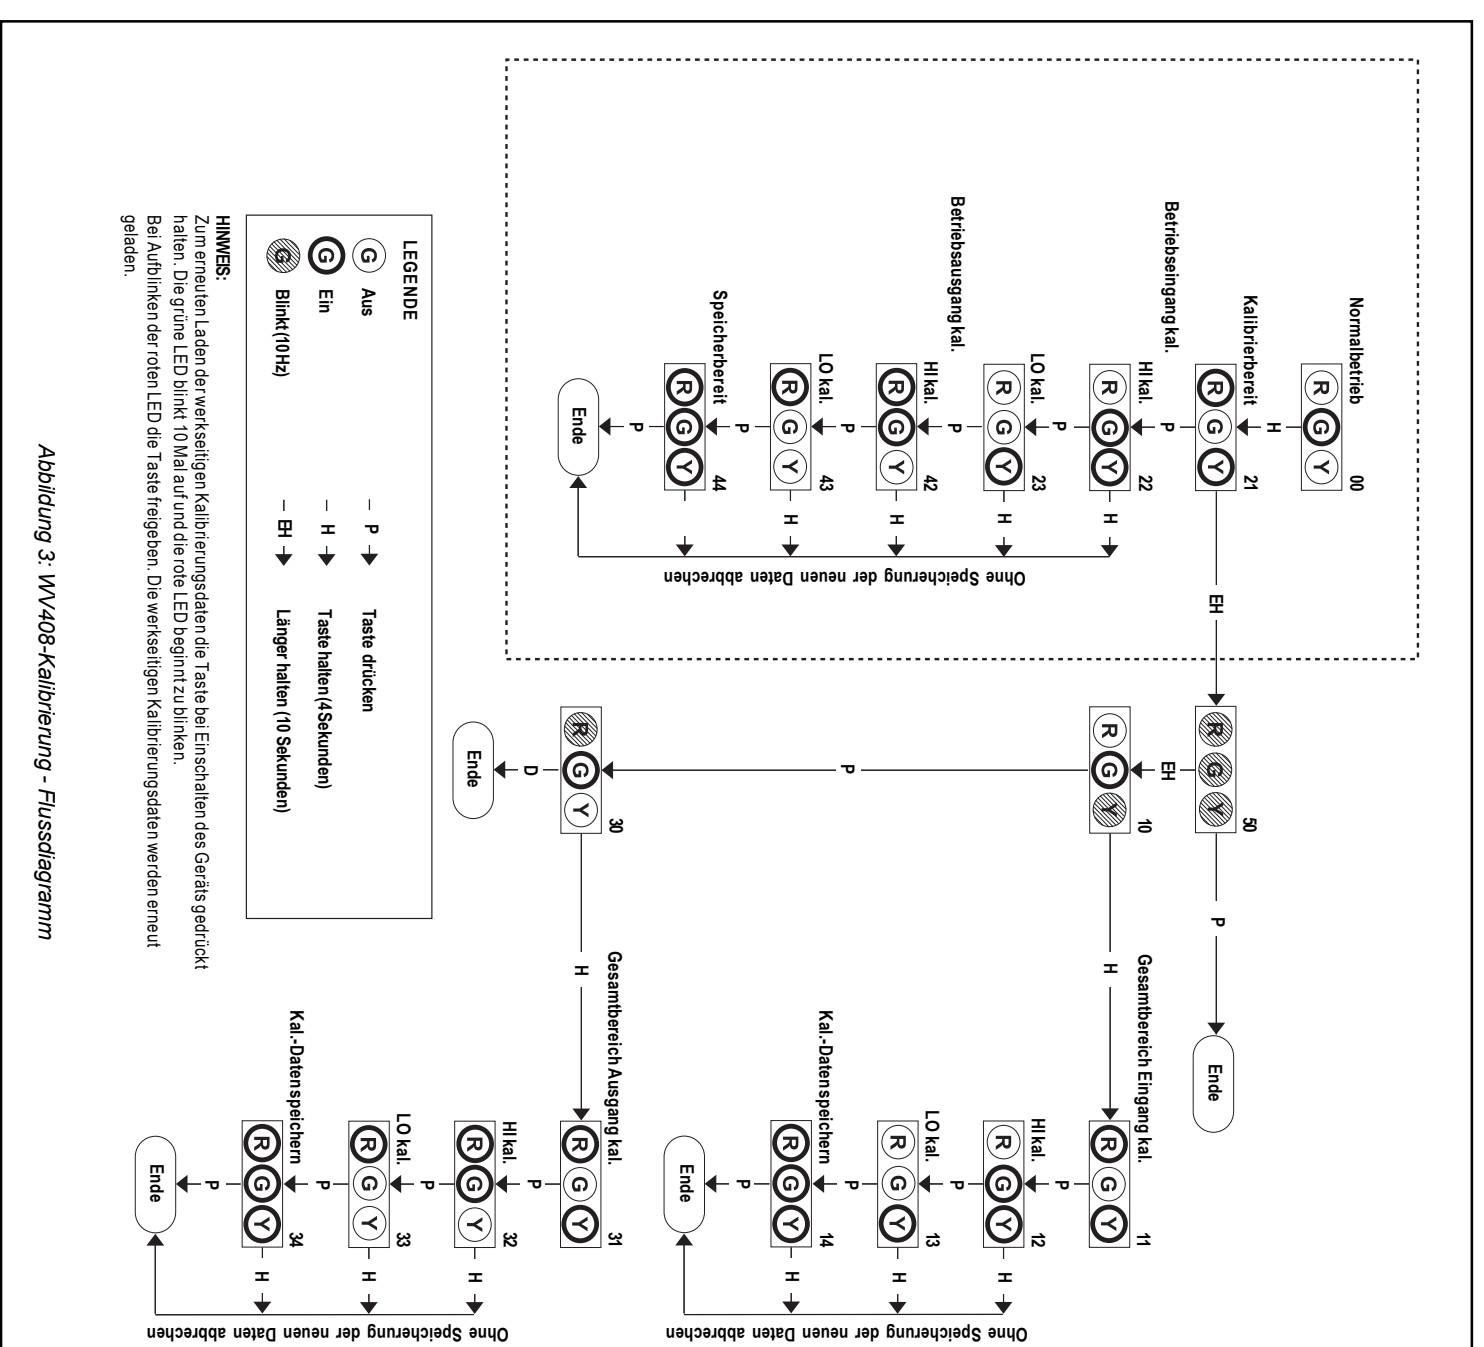 Normalbetrieb
00
R G Y
H
Kalibrierbereit
21
R G Y
EH
P
Betriebseingang kal.
HI kal.
22
R G Y
H
P
LO kal.
23
R G Y
H
P
Betriebsausgang kal.
HI kal.
42
R G Y
H
P
LO kal.
43
R G Y
H
P
Speicherbereit
44
R G Y
P
Ende
Ohne Speicherung der neuen Daten abbrechen
50
R G Y
P
Ende
EH
10
R G Y
H
P
30
R G Y
H
D
Ende
Gesamtbereich Eingang kal.
11
R G Y
P
HI kal.
12
R G Y
H
P
LO kal.
13
R G Y
H
P
Kal.-Daten speichern
14
R G Y
H
P
Ende
Ohne Speicherung der neuen Daten abbrechen
Gesamtbereich Ausgang kal.
31
R G Y
P
HI kal.
32
R G Y
H
P
LO kal.
33
R G Y
H
P
Kal.-Daten speichern
34
R G Y
H
P
Ende
Ohne Speicherung der neuen Daten abbrechen
LEGENDE
G Aus
– P Taste drücken
G Ein
– H Taste halten (4 Sekunden)
G Blinkt (10 Hz)
– EH Länger halten (10 Sekunden)
HINWEIS:
Zum erneuten Laden der werkseitigen Kalibrierungsdaten die Taste bei Einschalten des Geräts gedrückt
halten. Die grüne LED blinkt 10 Mal auf und die rote LED beginnt zu blinken.
Bei Aufblinken der roten LED die Taste freigeben. Die werkseitigen Kalibrierungsdaten werden erneut
geladen.
Abbildung 3: WV408-Kalibrierung - Flussdiagramm